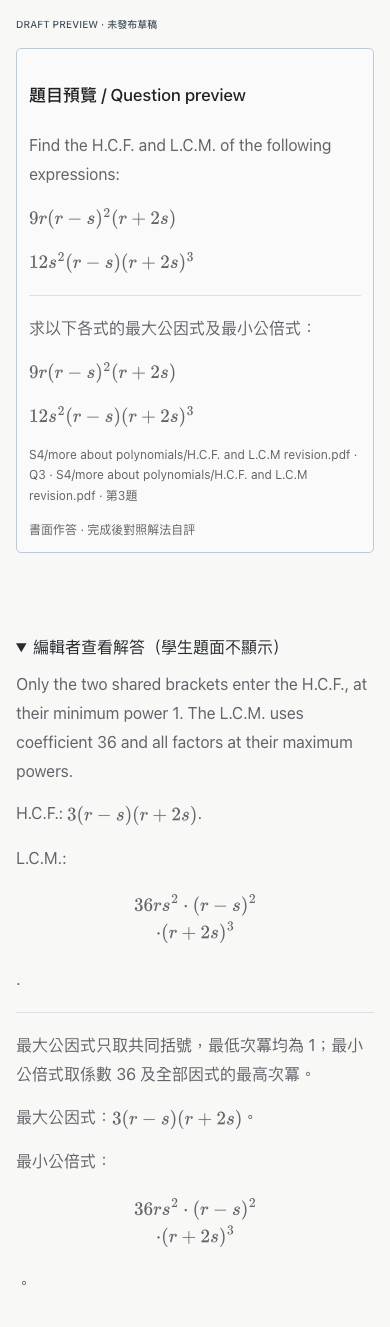 DRAFT PREVIEW · 未發布草稿
題目預覽 / Question preview
Find the H.C.F. and L.C.M. of the following
expressions:
9r(r − s)²(r + 2s)
12s²(r − s)(r + 2s)³
求以下各式的最大公因式及最小公倍式：
9r(r − s)²(r + 2s)
12s²(r − s)(r + 2s)³
S4/more about polynomials/H.C.F. and L.C.M revision.pdf ·
Q3 · S4/more about polynomials/H.C.F. and L.C.M
revision.pdf · 第3題
書面作答 · 完成後對照解法自評
▼ 編輯者查看解答（學生題面不顯示）
Only the two shared brackets enter the H.C.F., at
their minimum power 1. The L.C.M. uses
coefficient 36 and all factors at their maximum
powers.
H.C.F.: 3(r − s)(r + 2s).
L.C.M.:
36rs² · (r − s)²
·(r + 2s)³
.
最大公因式只取共同括號，最低次冪均為 1；最小
公倍式取係數 36 及全部因式的最高次冪。
最大公因式：3(r − s)(r + 2s)。
最小公倍式：
36rs² · (r − s)²
·(r + 2s)³
。